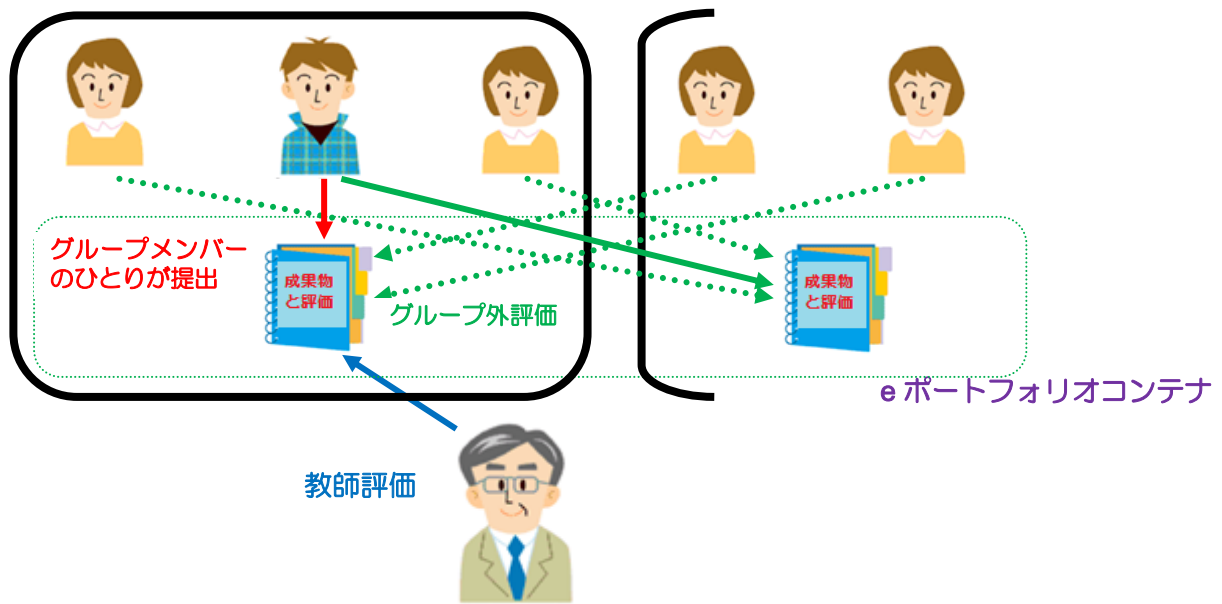 グループメンバー
のひとりが提出
成果物
と評価
グループ外評価
成果物
と評価
eポートフォリオコンテナ
教師評価